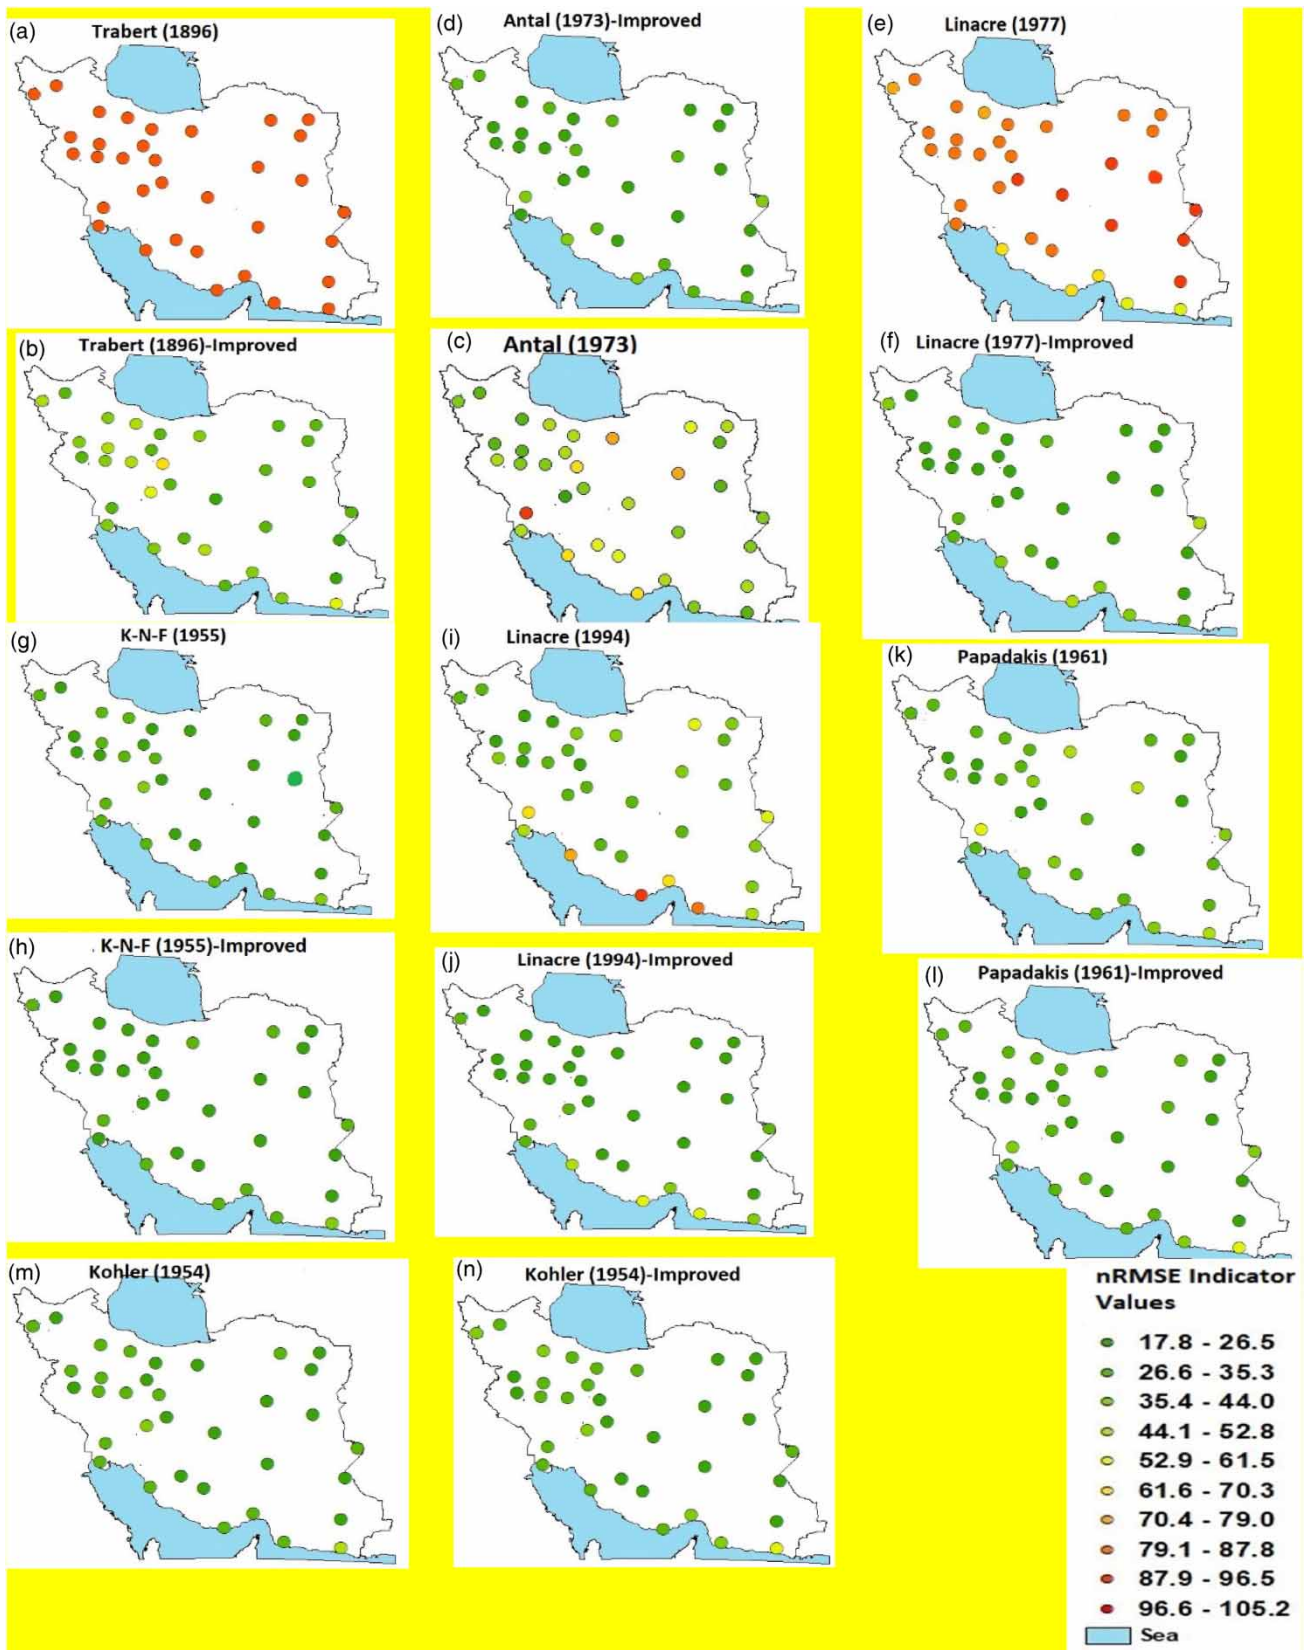 (a)
Trabert (1896)
(d)
Antal (1973)-Improved
(e)
Linacre (1977)
(b)
Trabert (1896)-Improved
(c)
Antal (1973)
(f)
Linacre (1977)-Improved
(g)
K-N-F (1955)
(i)
Linacre (1994)
(k)
Papadakis (1961)
(h)
K-N-F (1955)-Improved
(j)
Linacre (1994)-Improved
(l)
Papadakis (1961)-Improved
(m)
Kohler (1954)
(n)
Kohler (1954)-Improved
nRMSE Indicator
Values
17.8 - 26.5
26.6 - 35.3
35.4 - 44.0
44.1 - 52.8
52.9 - 61.5
61.6 - 70.3
70.4 - 79.0
79.1 - 87.8
87.9 - 96.5
96.6 - 105.2
Sea